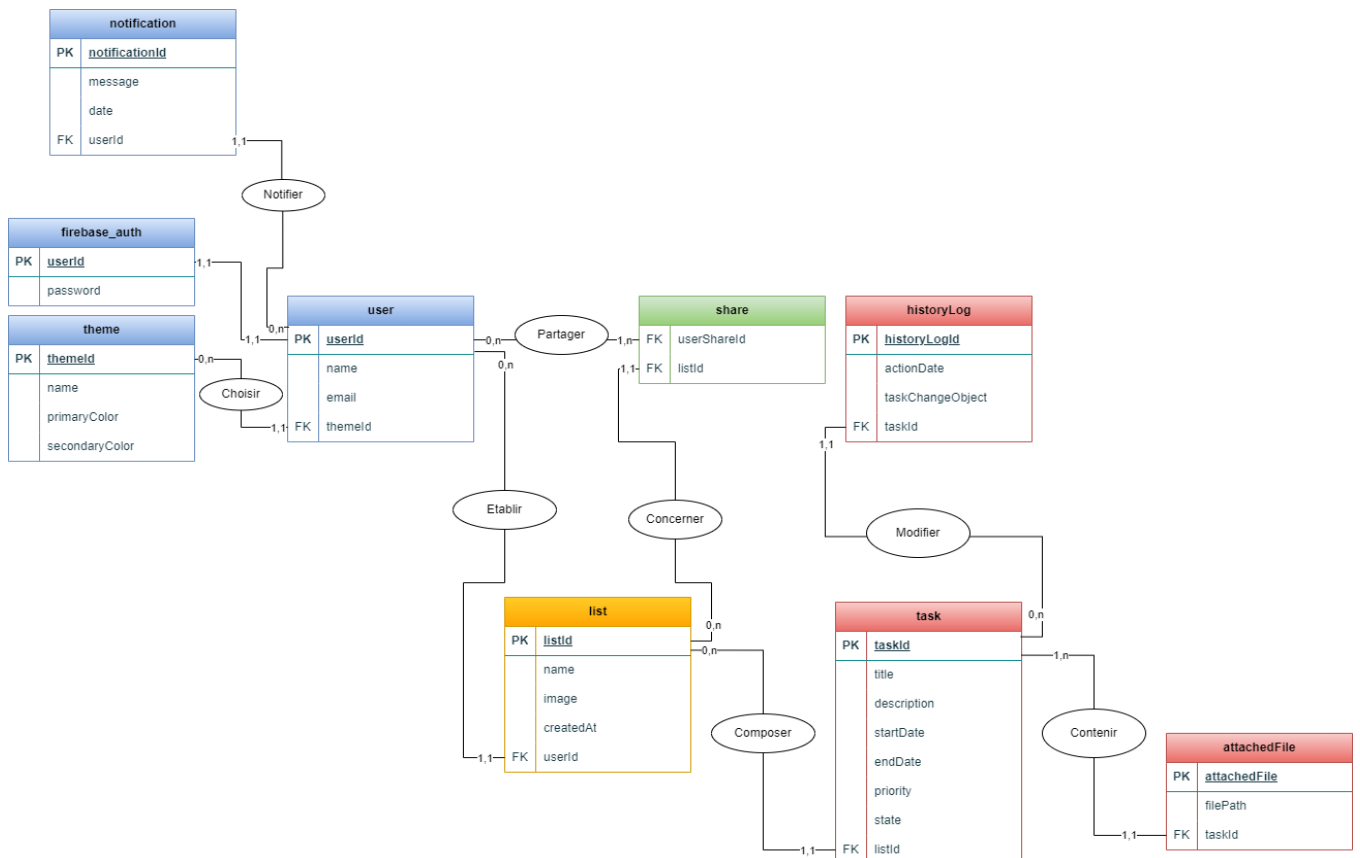 notification
PK notificationId
message
date
FK userId
1,1
Notifier
firebase_auth
PK userId
password
1,1
theme
PK themeId
name
primaryColor
secondaryColor
0,n
Choisir
1,1
0,n
1,1
user
PK userId
name
email
FK themeId
0,n
0,n
Partager
1,n
share
FK userShareId
FK listId
1,1
historyLog
PK historyLogId
actionDate
taskChangeObject
FK taskId
1,1
Etablir
Concerner
Modifier
list
PK listId
name
image
createdAt
FK userId
1,1
0,n
0,n
Composer
1,1
task
PK taskId
title
description
startDate
endDate
priority
state
FK listId
0,n
1,n
Contenir
1,1
attachedFile
PK attachedFile
filePath
FK taskId